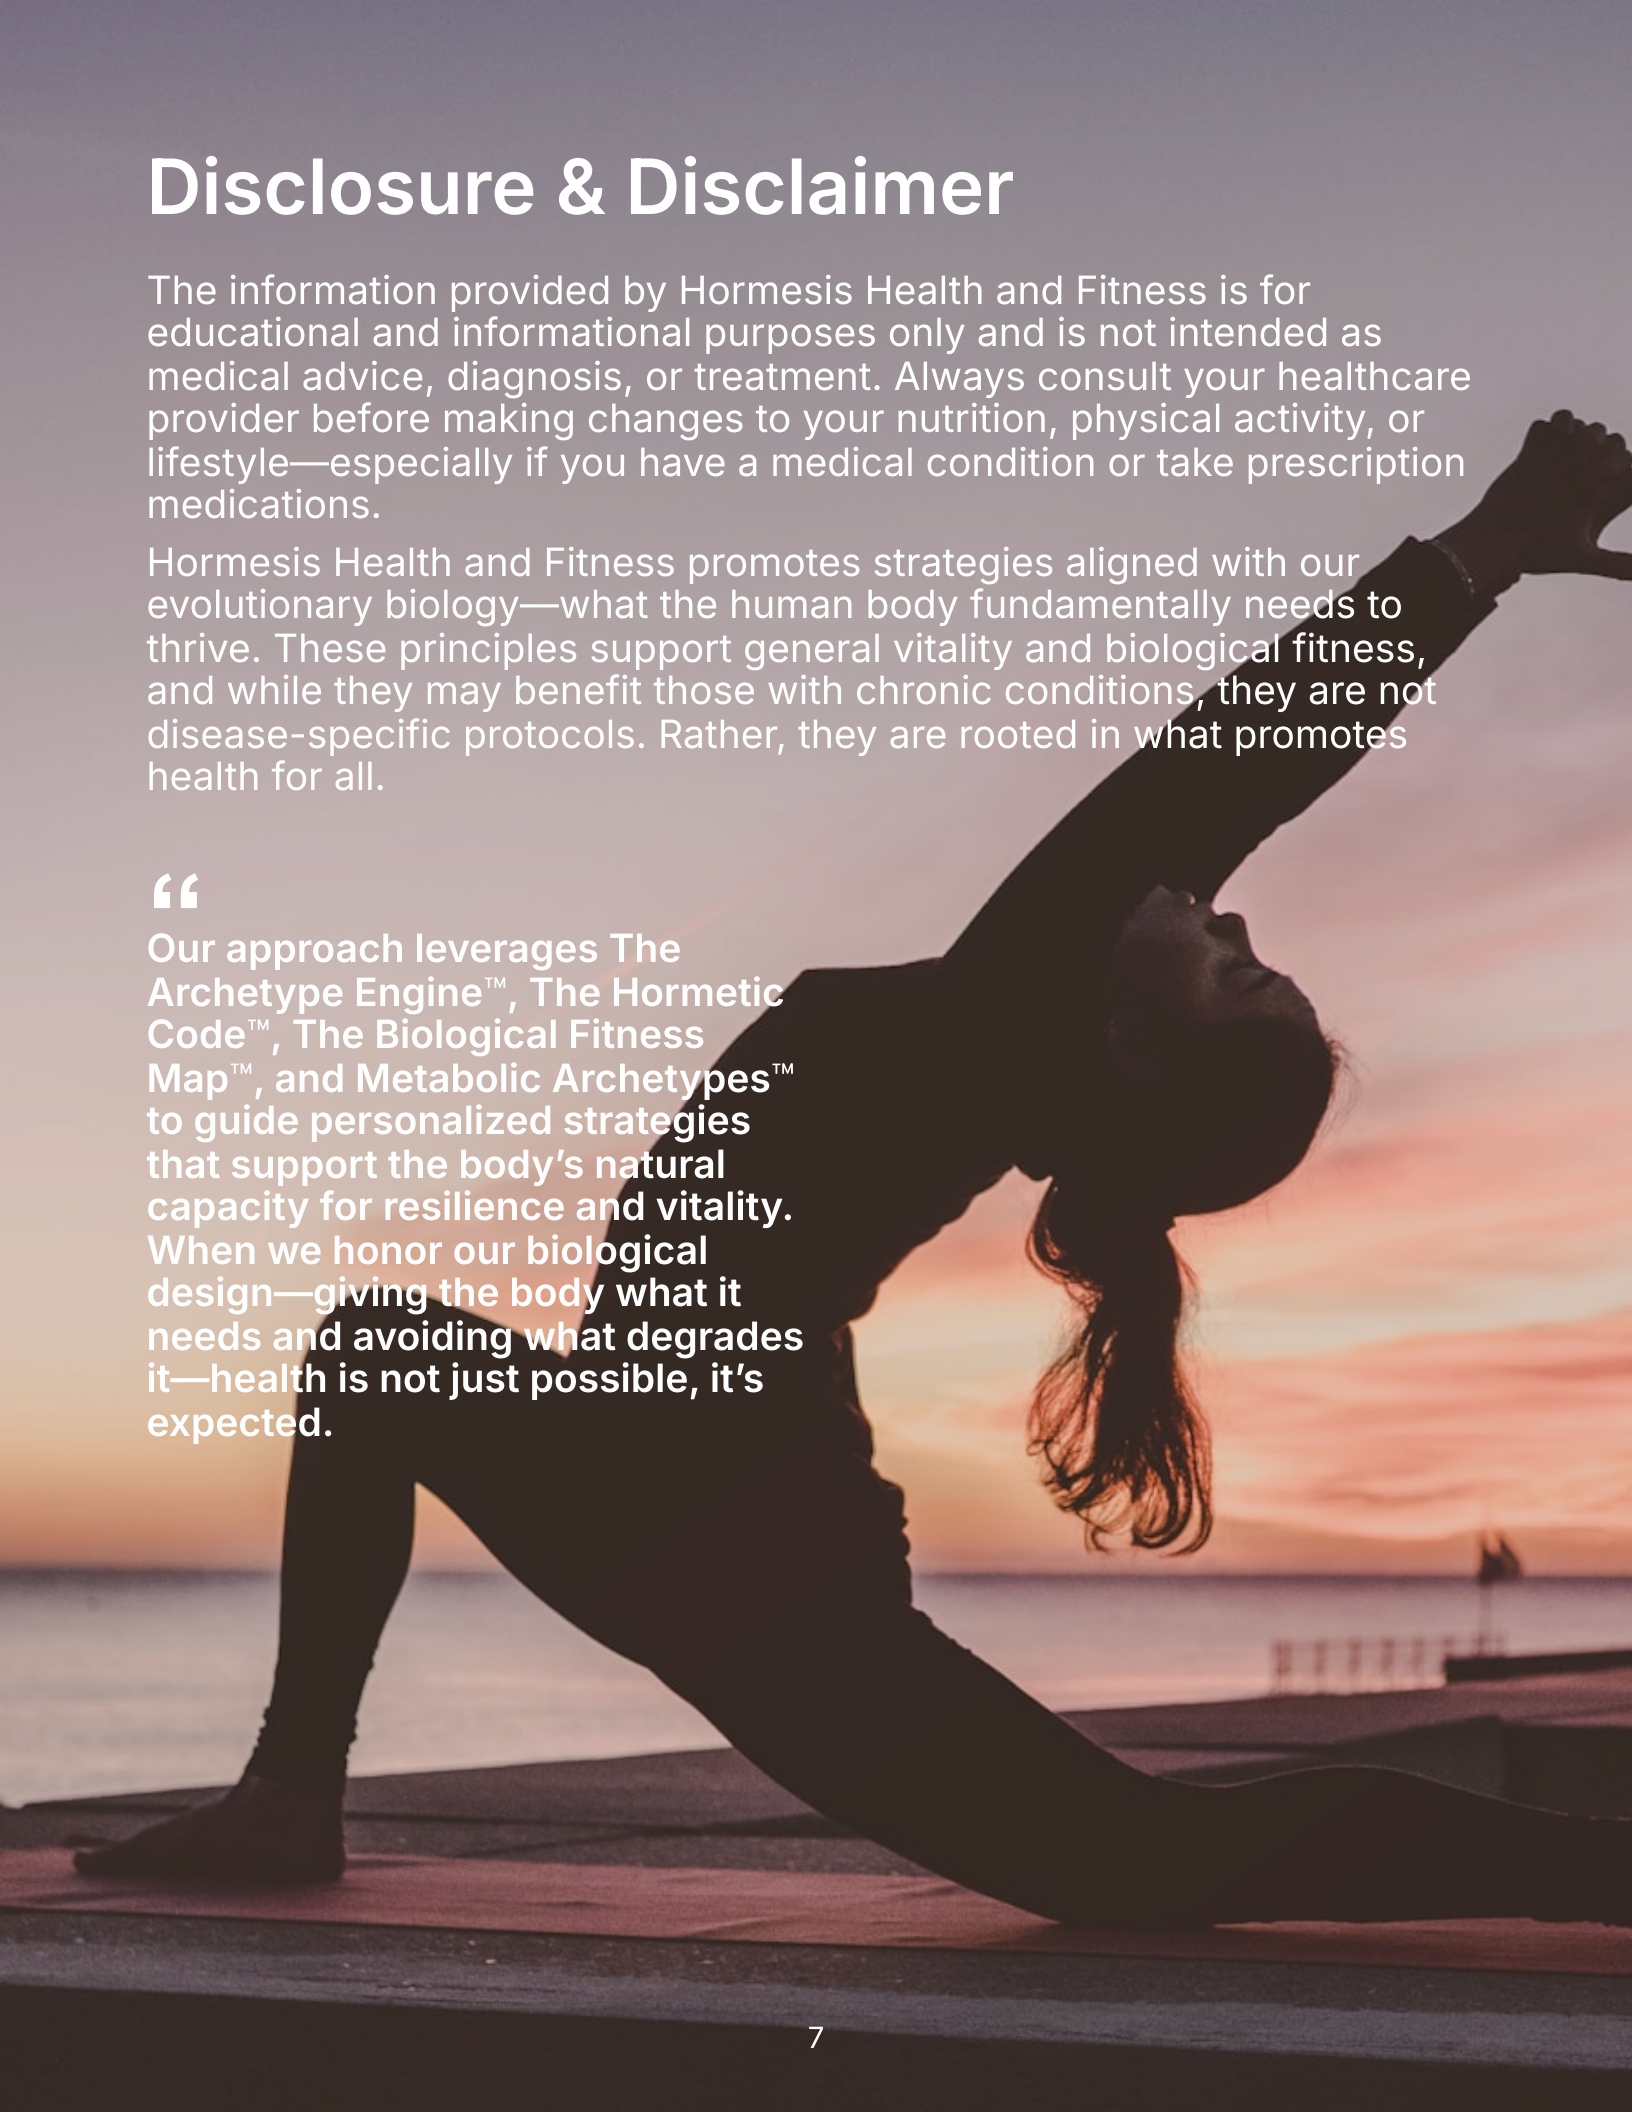 Disclosure & Disclaimer
The information provided by Hormesis Health and Fitness is for
educational and informational purposes only and is not intended as
medical advice, diagnosis, or treatment. Always consult your healthcare
provider before making changes to your nutrition, physical activity, or
lifestyle—especially if you have a medical condition or take prescription
medications.
Hormesis Health and Fitness promotes strategies aligned with our
evolutionary biology—what the human body fundamentally needs to
thrive. These principles support general vitality and biological fitness,
and while they may benefit those with chronic conditions, they are not
disease-specific protocols. Rather, they are rooted in what promotes
health for all.
“
Our approach leverages The
Archetype Engine™, The Hormetic
Code™, The Biological Fitness
Map™, and Metabolic Archetypes™
to guide personalized strategies
that support the body’s natural
capacity for resilience and vitality.
When we honor our biological
design—giving the body what it
needs and avoiding what degrades
it—health is not just possible, it’s
expected.
7